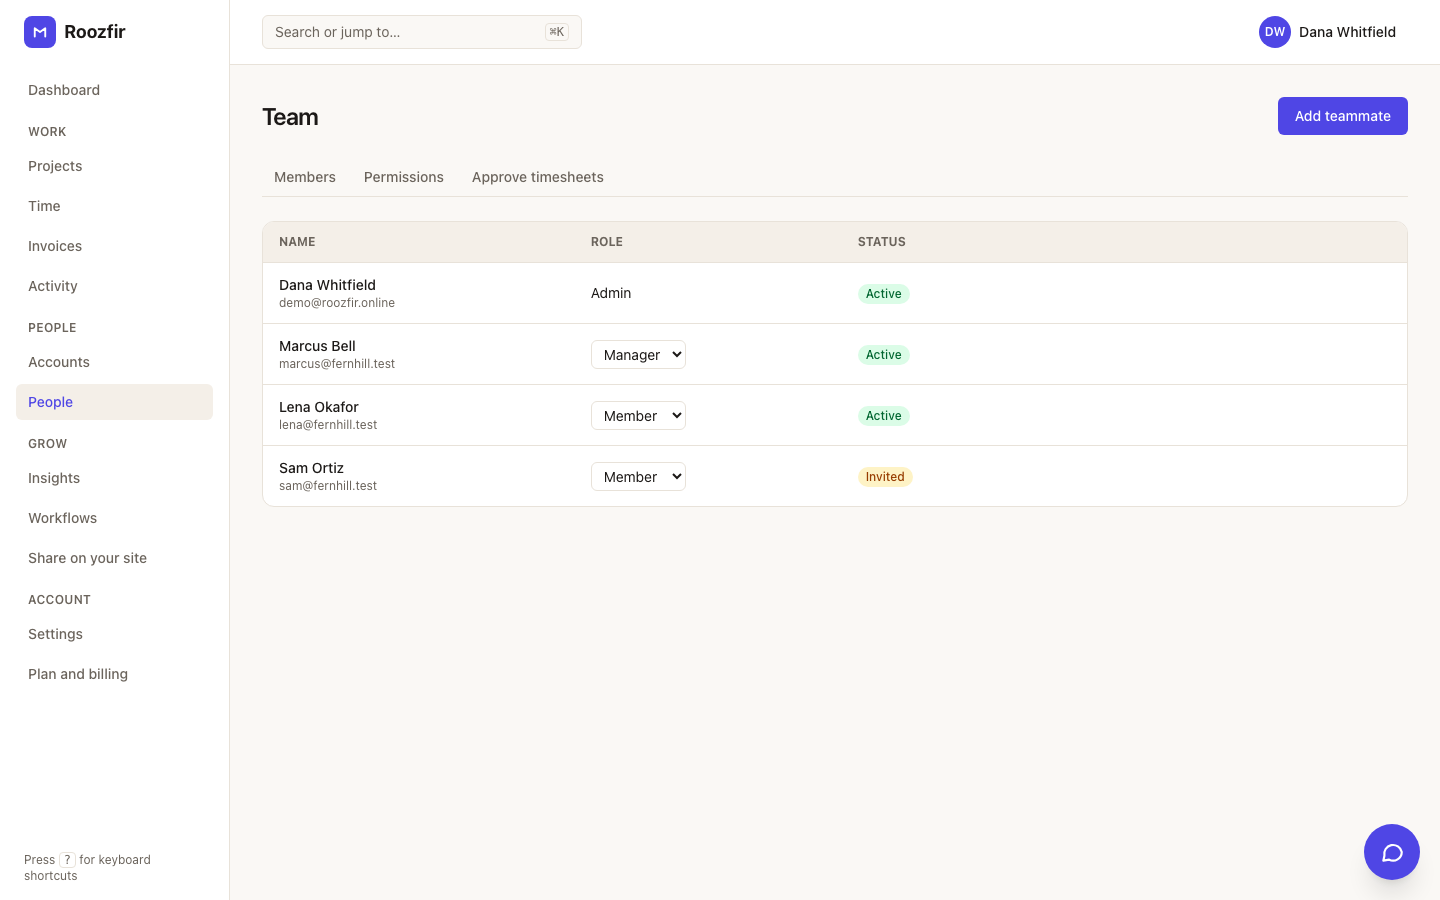 Roozfir
Search or jump to...
⌘K
DW
Dana Whitfield
Dashboard
WORK
Projects
Time
Invoices
Activity
PEOPLE
Accounts
People
GROW
Insights
Workflows
Share on your site
ACCOUNT
Settings
Plan and billing
Press ? for keyboard
shortcuts
Team
Add teammate
Members Permissions Approve timesheets
NAME ROLE STATUS
Dana Whitfield
demo@roozfir.online
Admin
Active
Marcus Bell
marcus@fernhill.test
Manager
Active
Lena Okafor
lena@fernhill.test
Member
Active
Sam Ortiz
sam@fernhill.test
Member
Invited